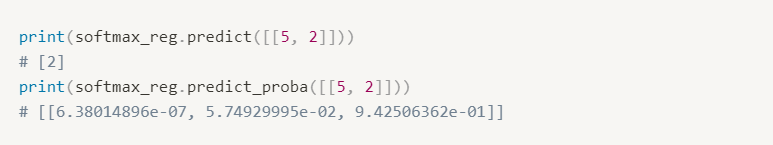 print(softmax_reg.predict([[5, 2]]))
# [2]
print(softmax_reg.predict_proba([[5, 2]]))
# [[6.38014896e-07, 5.74929995e-02, 9.42506362e-01]]